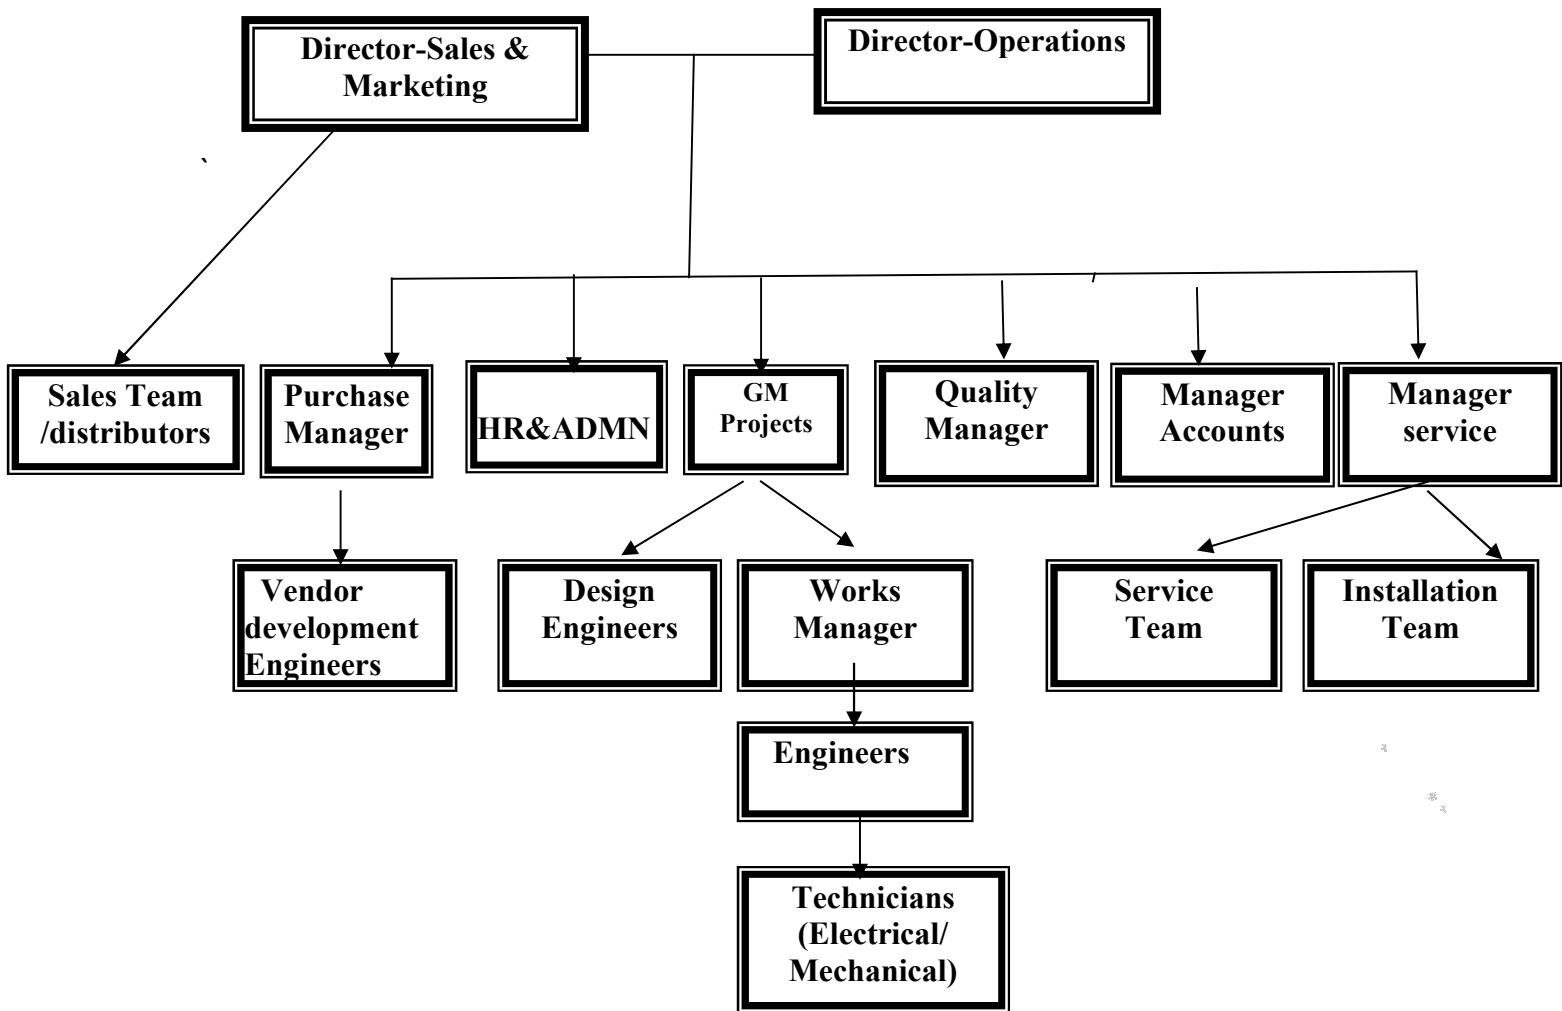 Director-Sales &
Marketing
Director-Operations
Sales Team
/distributors
Purchase
Manager
HR&ADMN
GM
Projects
Quality
Manager
Manager
Accounts
Manager
service
Vendor
development
Engineers
Design
Engineers
Works
Manager
Service
Team
Installation
Team
Engineers
Technicians
(Electrical/
Mechanical)